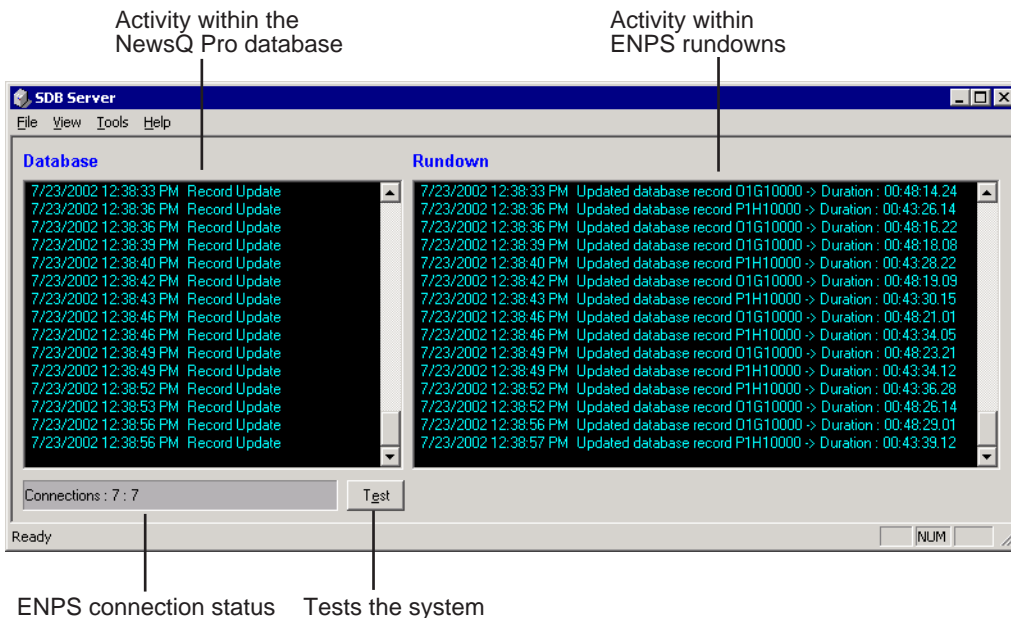 Activity within the
NewsQ Pro database
Activity within
ENPS rundowns
SDB Server
File View Tools Help
Database
Rundown
7/23/2002 12:38:33 PM Record Update
7/23/2002 12:38:36 PM Record Update
7/23/2002 12:38:36 PM Record Update
7/23/2002 12:38:39 PM Record Update
7/23/2002 12:38:40 PM Record Update
7/23/2002 12:38:42 PM Record Update
7/23/2002 12:38:43 PM Record Update
7/23/2002 12:38:46 PM Record Update
7/23/2002 12:38:46 PM Record Update
7/23/2002 12:38:49 PM Record Update
7/23/2002 12:38:49 PM Record Update
7/23/2002 12:38:52 PM Record Update
7/23/2002 12:38:53 PM Record Update
7/23/2002 12:38:56 PM Record Update
7/23/2002 12:38:56 PM Record Update
7/23/2002 12:38:33 PM Updated database record O1G10000 -> Duration : 00:48:14.24
7/23/2002 12:38:36 PM Updated database record P1H10000 -> Duration : 00:43:26.14
7/23/2002 12:38:36 PM Updated database record O1G10000 -> Duration : 00:48:16.22
7/23/2002 12:38:39 PM Updated database record O1G10000 -> Duration : 00:48:18.08
7/23/2002 12:38:40 PM Updated database record P1H10000 -> Duration : 00:43:28.22
7/23/2002 12:38:42 PM Updated database record O1G10000 -> Duration : 00:48:19.09
7/23/2002 12:38:43 PM Updated database record P1H10000 -> Duration : 00:43:30.15
7/23/2002 12:38:46 PM Updated database record O1G10000 -> Duration : 00:48:21.01
7/23/2002 12:38:46 PM Updated database record P1H10000 -> Duration : 00:43:34.05
7/23/2002 12:38:49 PM Updated database record O1G10000 -> Duration : 00:48:23.21
7/23/2002 12:38:49 PM Updated database record P1H10000 -> Duration : 00:43:34.12
7/23/2002 12:38:52 PM Updated database record P1H10000 -> Duration : 00:43:36.28
7/23/2002 12:38:52 PM Updated database record O1G10000 -> Duration : 00:48:26.14
7/23/2002 12:38:56 PM Updated database record O1G10000 -> Duration : 00:48:29.01
7/23/2002 12:38:57 PM Updated database record P1H10000 -> Duration : 00:43:39.12
Connections : 7 : 7
Test
Ready
NUM
ENPS connection status
Tests the system